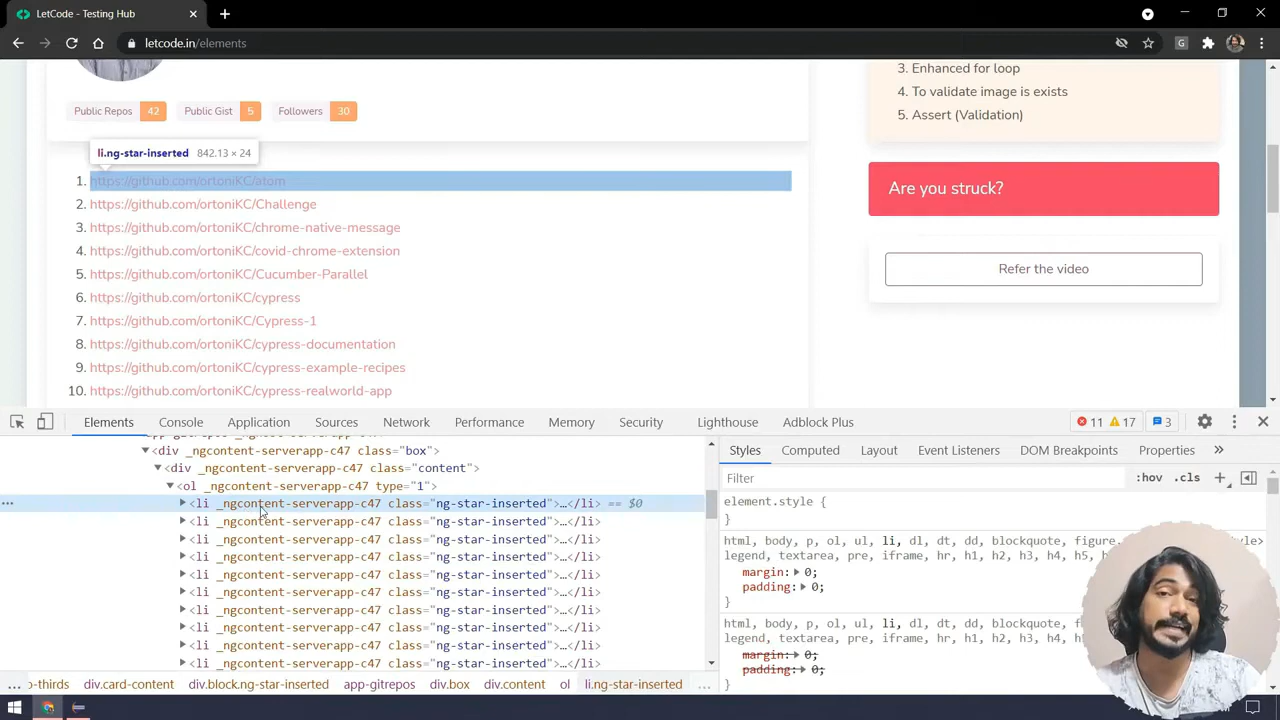 LetCode - Testing Hub
letcode.in/elements
Public Repos 42 Public Gist 5 Followers 30
3. Enhanced for loop
4. To validate image is exists
5. Assert (Validation)
li.ng-star-inserted 842.13 × 24
1. https://github.com/ortoniKC/atom
2. https://github.com/ortoniKC/Challenge
3. https://github.com/ortoniKC/chrome-native-message
4. https://github.com/ortoniKC/covid-chrome-extension
5. https://github.com/ortoniKC/Cucumber-Parallel
6. https://github.com/ortoniKC/cypress
7. https://github.com/ortoniKC/Cypress-1
8. https://github.com/ortoniKC/cypress-documentation
9. https://github.com/ortoniKC/cypress-example-recipes
10. https://github.com/ortoniKC/cypress-realworld-app
Are you struck?
Refer the video
Elements Console Application Sources Network Performance Memory Security Lighthouse Adblock Plus 11 17 3
<div _ngcontent-serverapp-c47 class="box">
<div _ngcontent-serverapp-c47 class="content">
<ol _ngcontent-serverapp-c47 type="1">
<li _ngcontent-serverapp-c47 class="ng-star-inserted">…</li> == $0
<li _ngcontent-serverapp-c47 class="ng-star-inserted">…</li>
<li _ngcontent-serverapp-c47 class="ng-star-inserted">…</li>
<li _ngcontent-serverapp-c47 class="ng-star-inserted">…</li>
<li _ngcontent-serverapp-c47 class="ng-star-inserted">…</li>
<li _ngcontent-serverapp-c47 class="ng-star-inserted">…</li>
<li _ngcontent-serverapp-c47 class="ng-star-inserted">…</li>
<li _ngcontent-serverapp-c47 class="ng-star-inserted">…</li>
<li _ngcontent-serverapp-c47 class="ng-star-inserted">…</li>
<li _ngcontent-serverapp-c47 class="ng-star-inserted">…</li>
... o-thirds div.card-content div.block.ng-star-inserted app-gitrepos div.box div.content ol li.ng-star-inserted ...
Styles Computed Layout Event Listeners DOM Breakpoints Properties »
Filter :hov .cls +
element.style {
}
html, body, p, ol, ul, li, dl, dt, dd, blockquote, figure, style>
legend, textarea, pre, iframe, hr, h1, h2, h3, h4, h5,
margin: 0;
padding: 0;
}
html, body, p, ol, ul, li, dl, dt, dd, blockquote,
legend, textarea, pre, iframe, hr, h1, h2, h3,
margin: 0;
padding: 0;
}